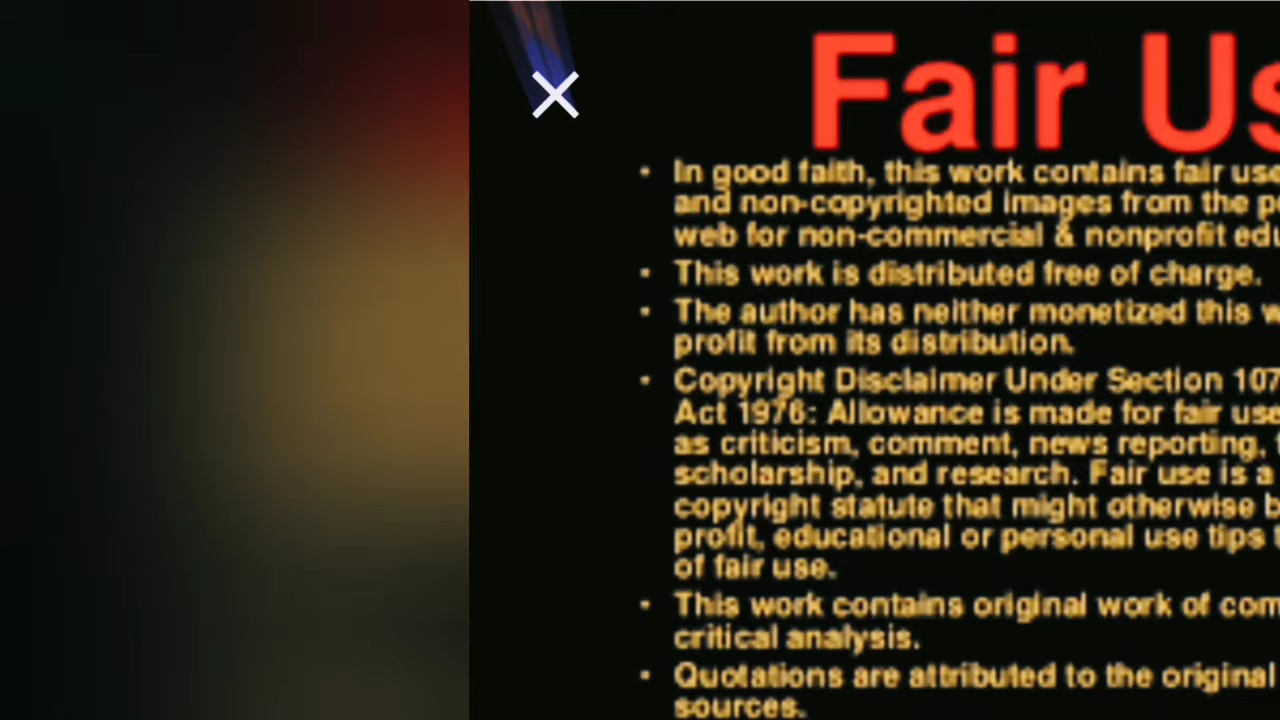 Fair Us
In good faith, this work contains fair use
and non-copyrighted images from the p
web for non-commercial & nonprofit edu
This work is distributed free of charge.
The author has neither monetized this w
profit from its distribution.
Copyright Disclaimer Under Section 107
Act 1976: Allowance is made for fair use
as criticism, comment, news reporting,
scholarship, and research. Fair use is a
copyright statute that might otherwise b
profit, educational or personal use tips
of fair use.
This work contains original work of com
critical analysis.
Quotations are attributed to the original
sources.